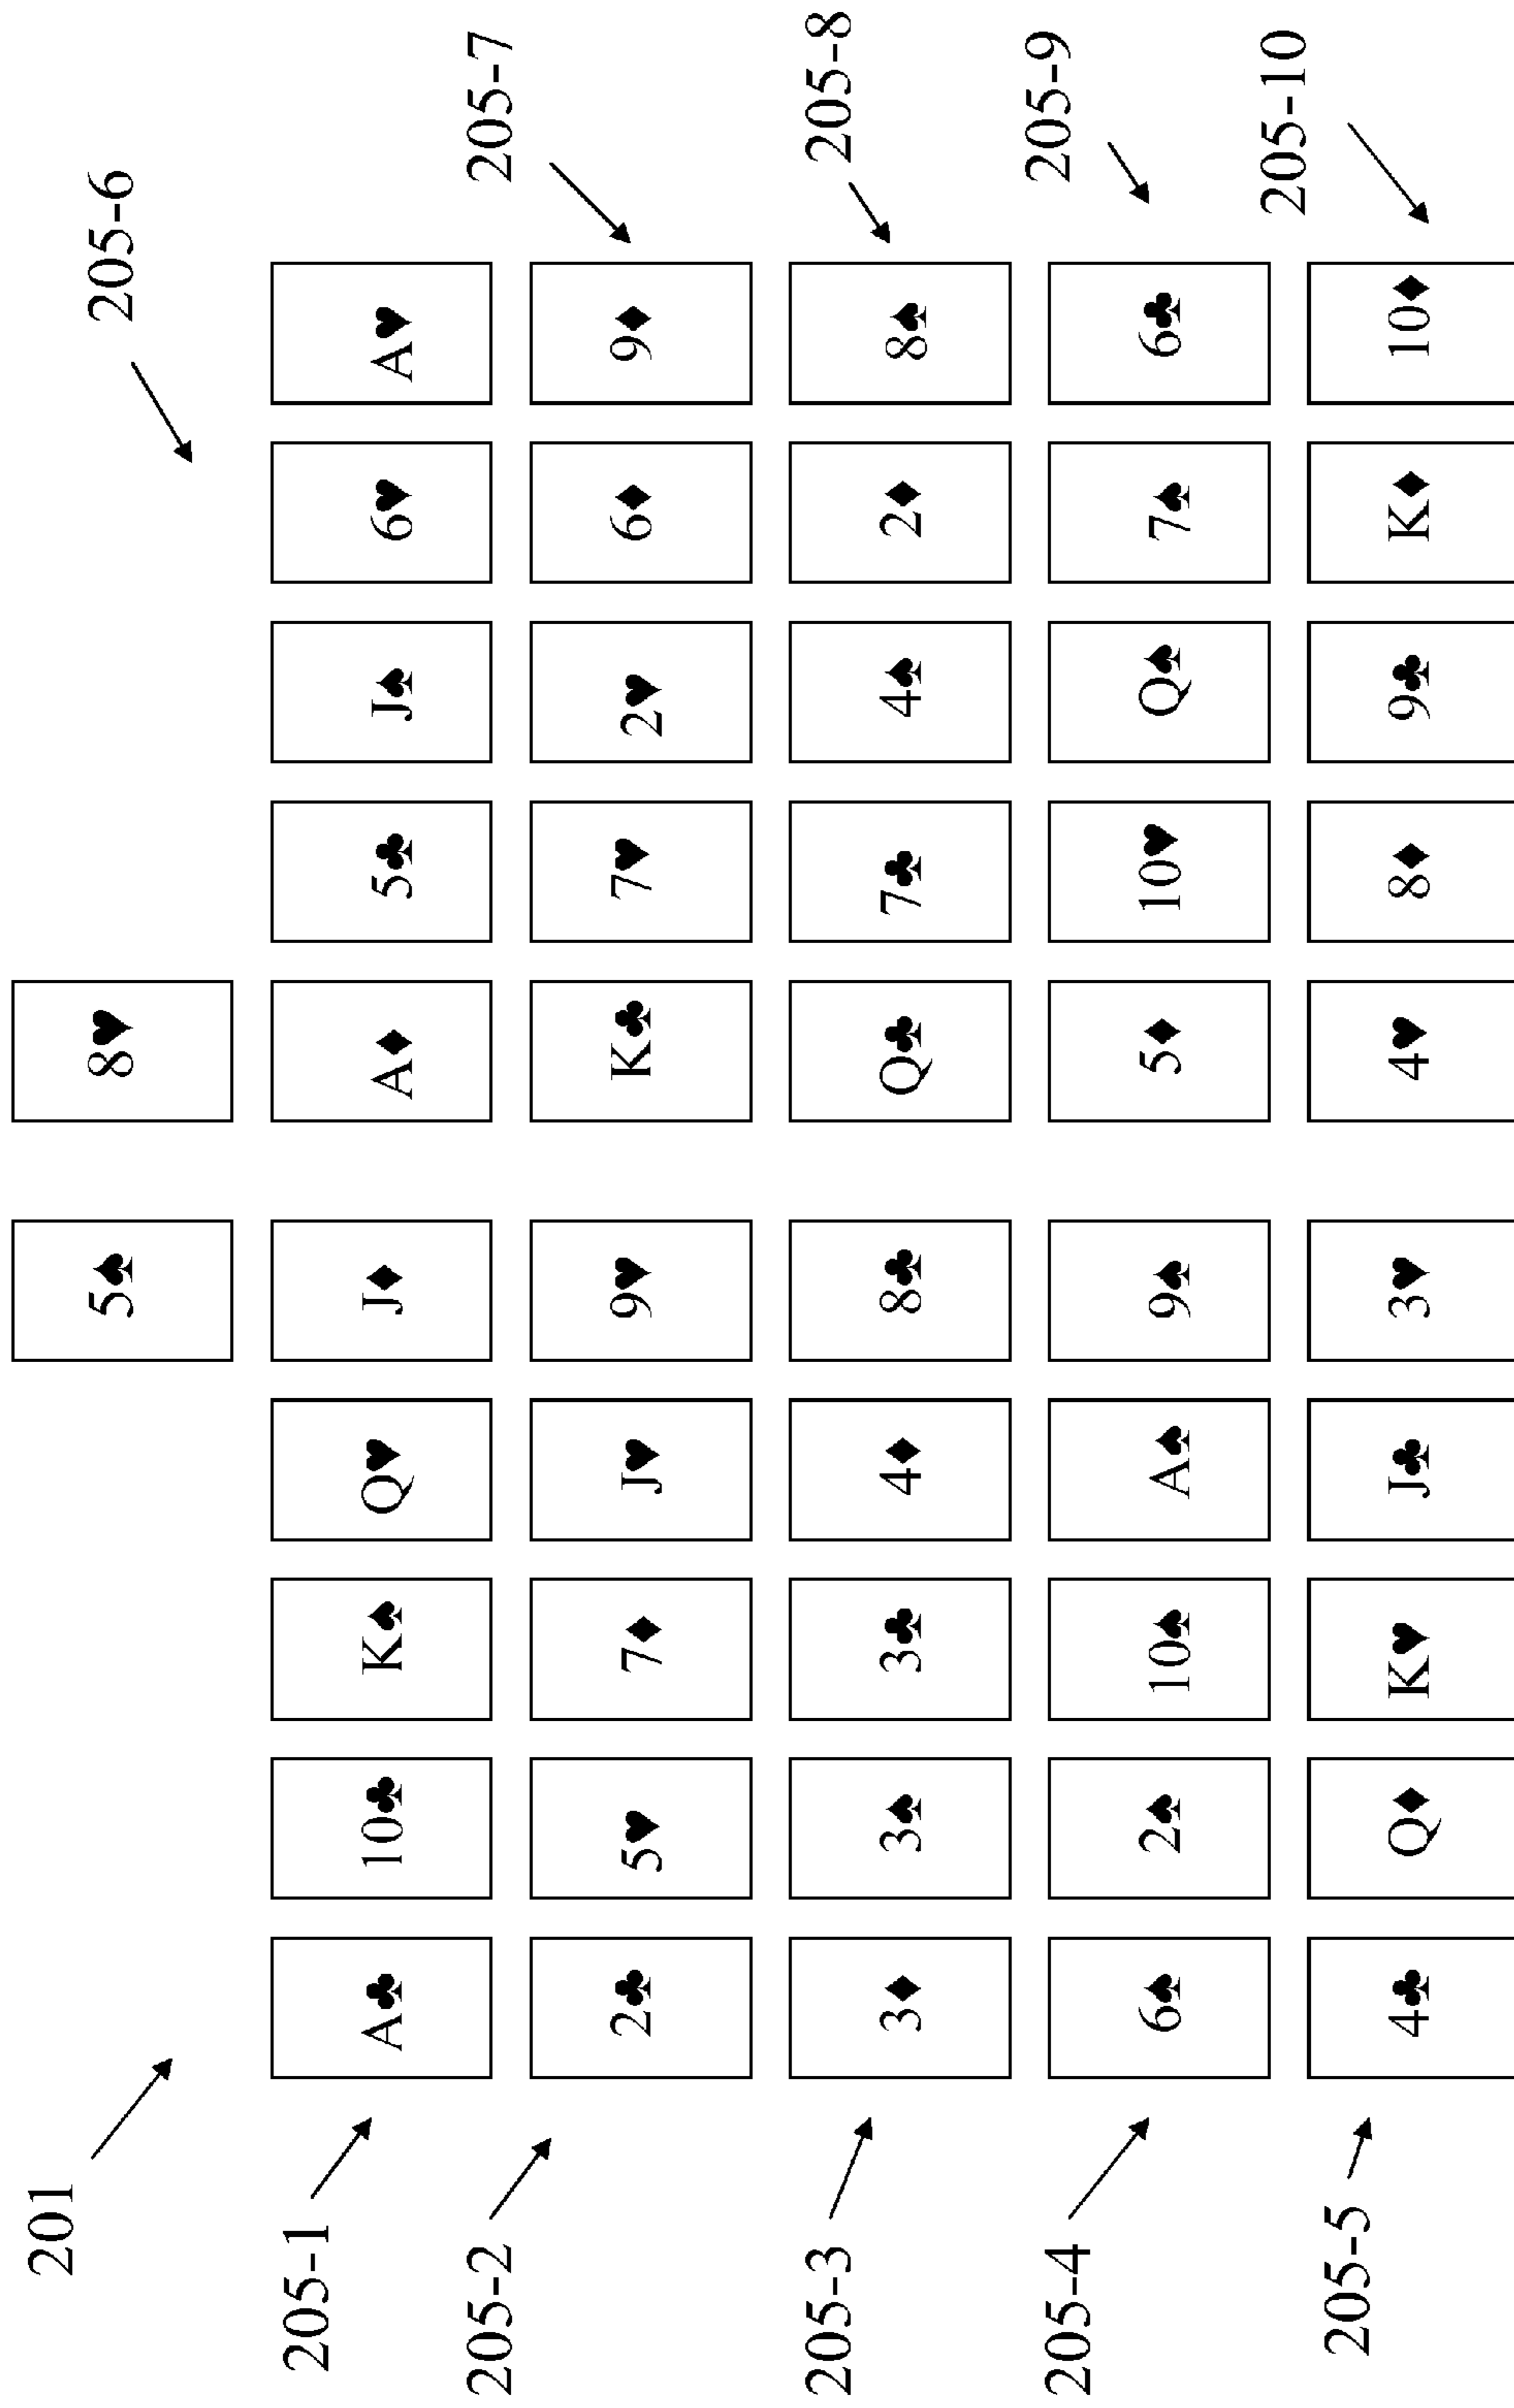 201
5♠ 8♥ 205-6
205-1 A♣ 10♣ K♠ Q♥ J♦ A♦ 5♣ J♠ 6♥ A♥
205-2 2♣ 5♥ 7♦ J♥ 9♥ K♣ 7♥ 2♥ 6♦ 9♦ 205-7
205-3 3♦ 3♠ 3♣ 4♦ 8♣ Q♣ 7♣ 4♠ 2♦ 8♠ 205-8
205-4 6♠ 2♠ 10♠ A♠ 9♠ 5♦ 10♥ Q♠ 7♠ 6♣ 205-9
205-5 4♣ Q♦ K♥ J♣ 3♥ 4♥ 8♦ 9♣ K♦ 10♦ 205-10